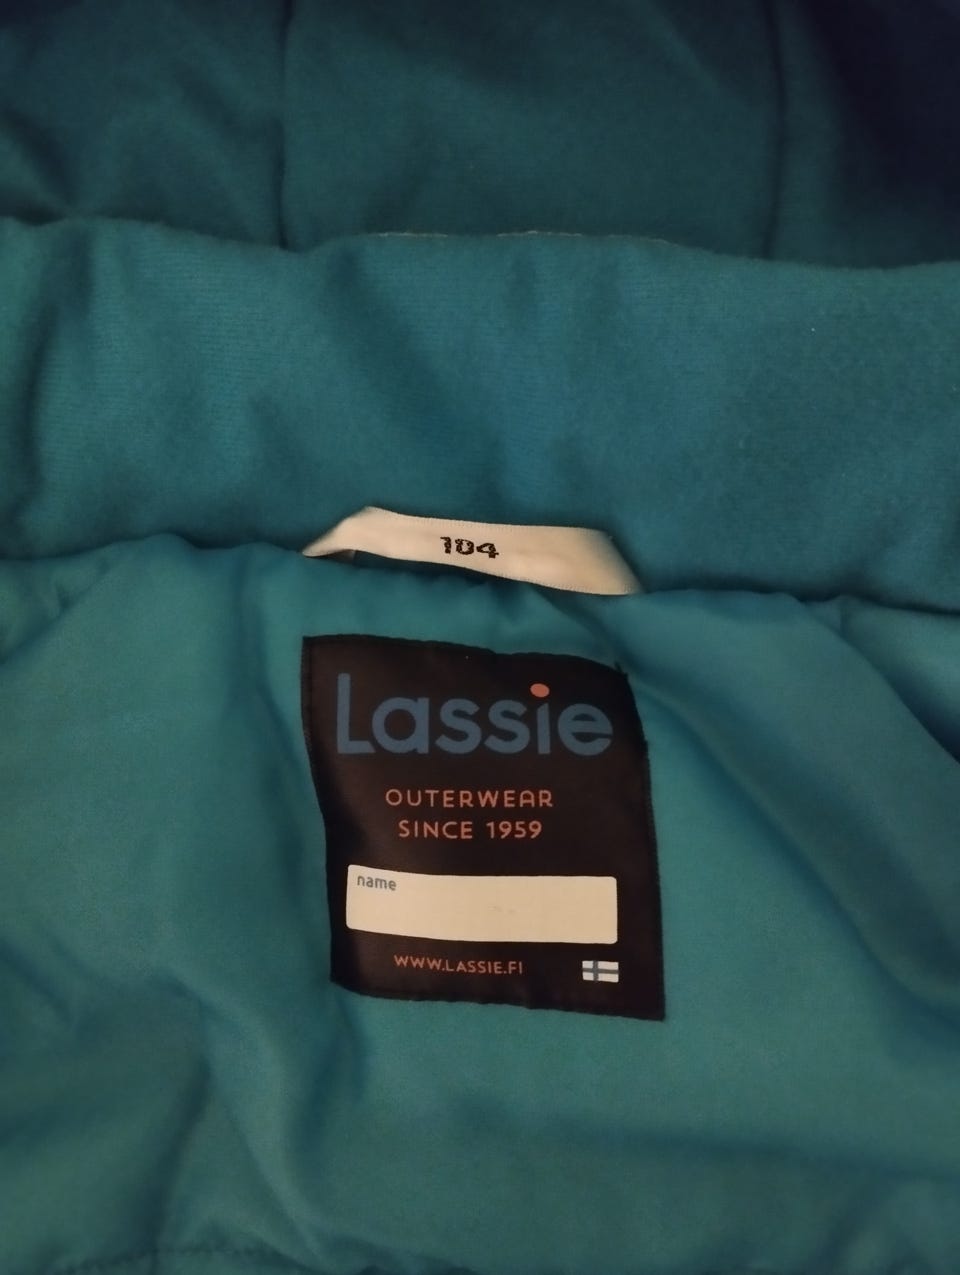 104
Lassie
OUTERWEAR
SINCE 1959
name
WWW.LASSIE.FI